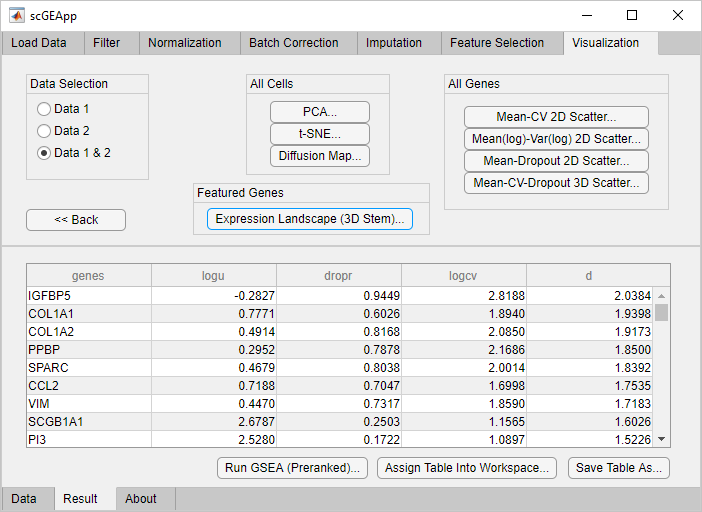 scGEApp
Load Data Filter Normalization Batch Correction Imputation Feature Selection Visualization
Data Selection
Data 1
Data 2
Data 1 & 2
<< Back
All Cells
PCA...
t-SNE...
Diffusion Map...
Featured Genes
Expression Landscape (3D Stem)...
All Genes
Mean-CV 2D Scatter...
Mean(log)-Var(log) 2D Scatter...
Mean-Dropout 2D Scatter...
Mean-CV-Dropout 3D Scatter...
genes logu dropr logcv d
IGFBP5 -0.2827 0.9449 2.8188 2.0384
COL1A1 0.7771 0.6026 1.8940 1.9398
COL1A2 0.4914 0.8168 2.0850 1.9173
PPBP 0.2952 0.7878 2.1686 1.8500
SPARC 0.4679 0.8038 2.0014 1.8392
CCL2 0.7188 0.7047 1.6998 1.7535
VIM 0.4470 0.7317 1.8590 1.7183
SCGB1A1 2.6787 0.2503 1.1565 1.6026
PI3 2.5280 0.1722 1.0897 1.5226
Run GSEA (Preranked)... Assign Table Into Workspace... Save Table As...
Data Result About